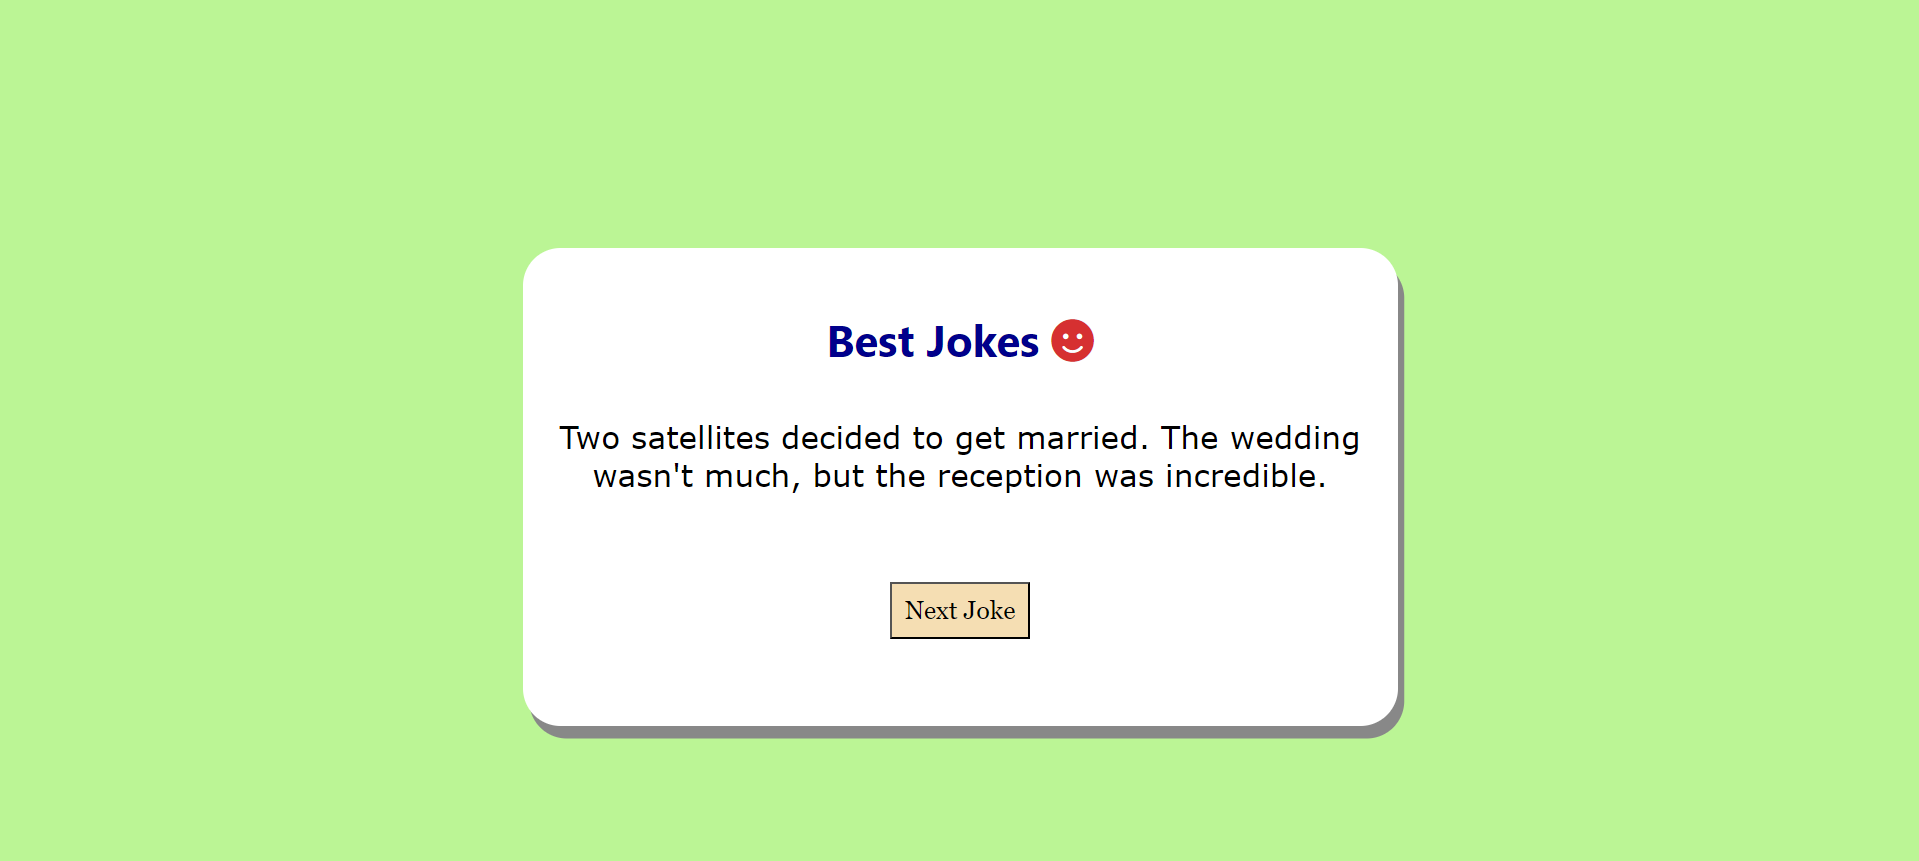 Best Jokes
Two satellites decided to get married. The wedding
wasn't much, but the reception was incredible.
Next Joke